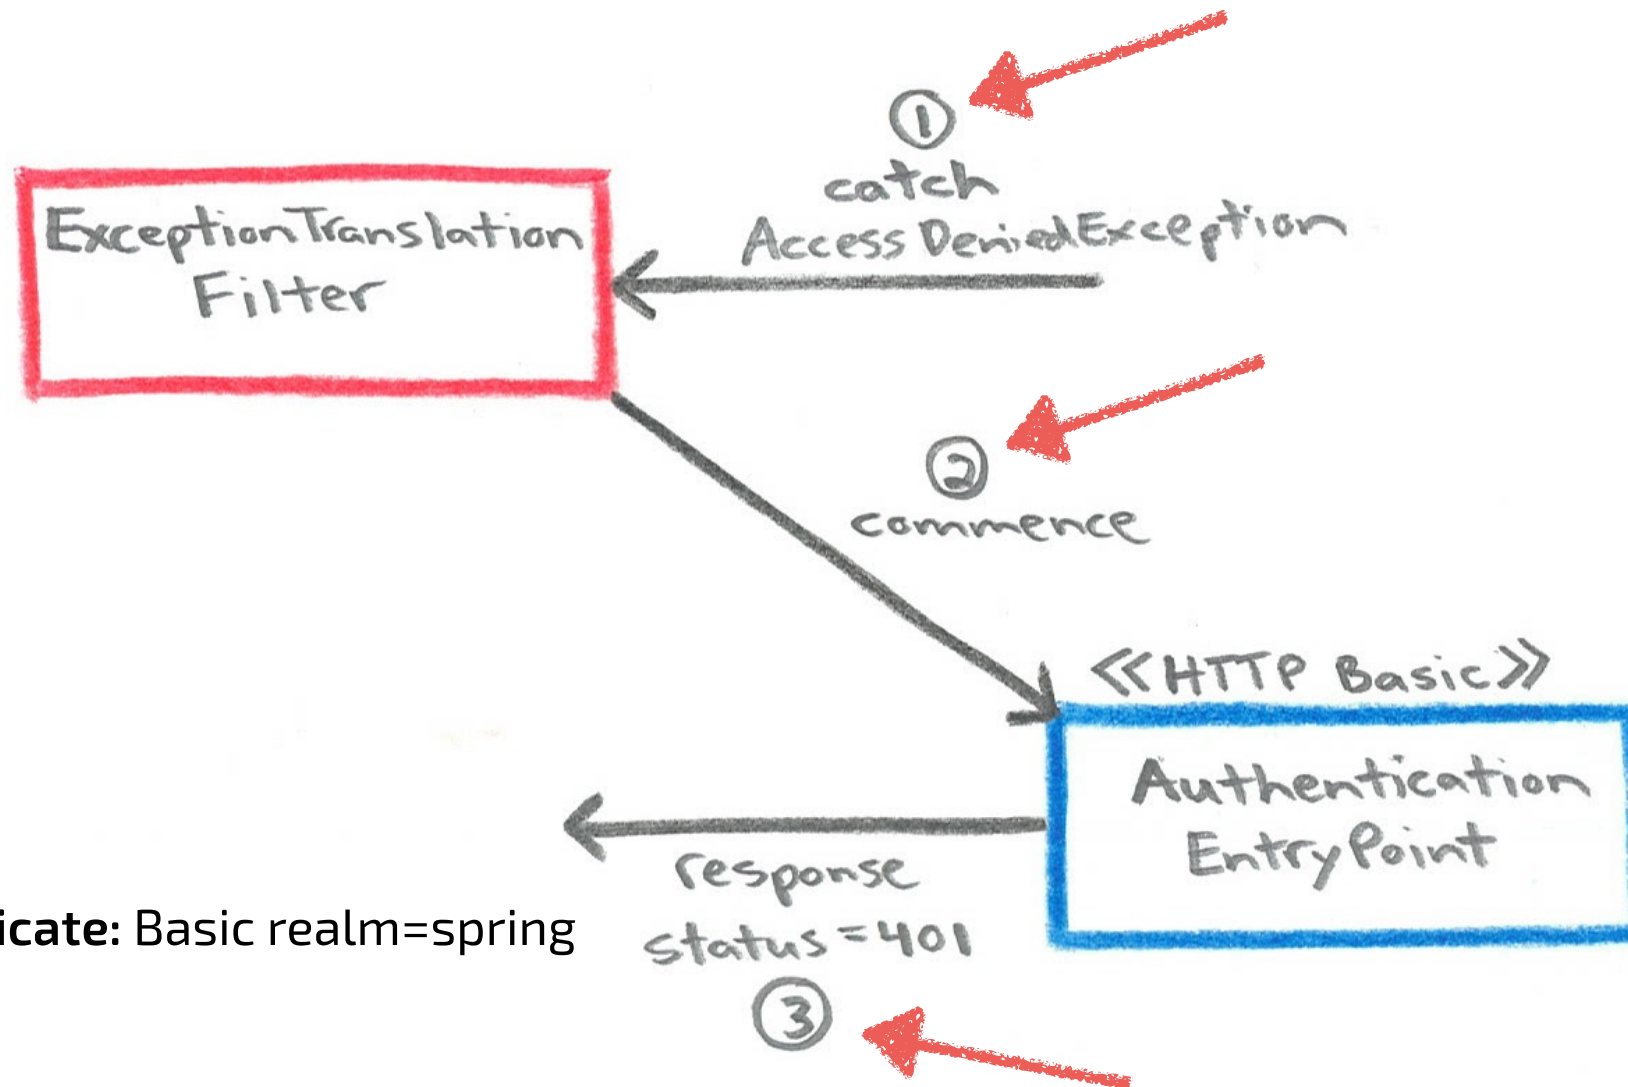 1
catch
AccessDeniedException
ExceptionTranslation
Filter
2
commence
<<HTTP Basic>>
Authentication
EntryPoint
response
status=401
3
icate: Basic realm=spring